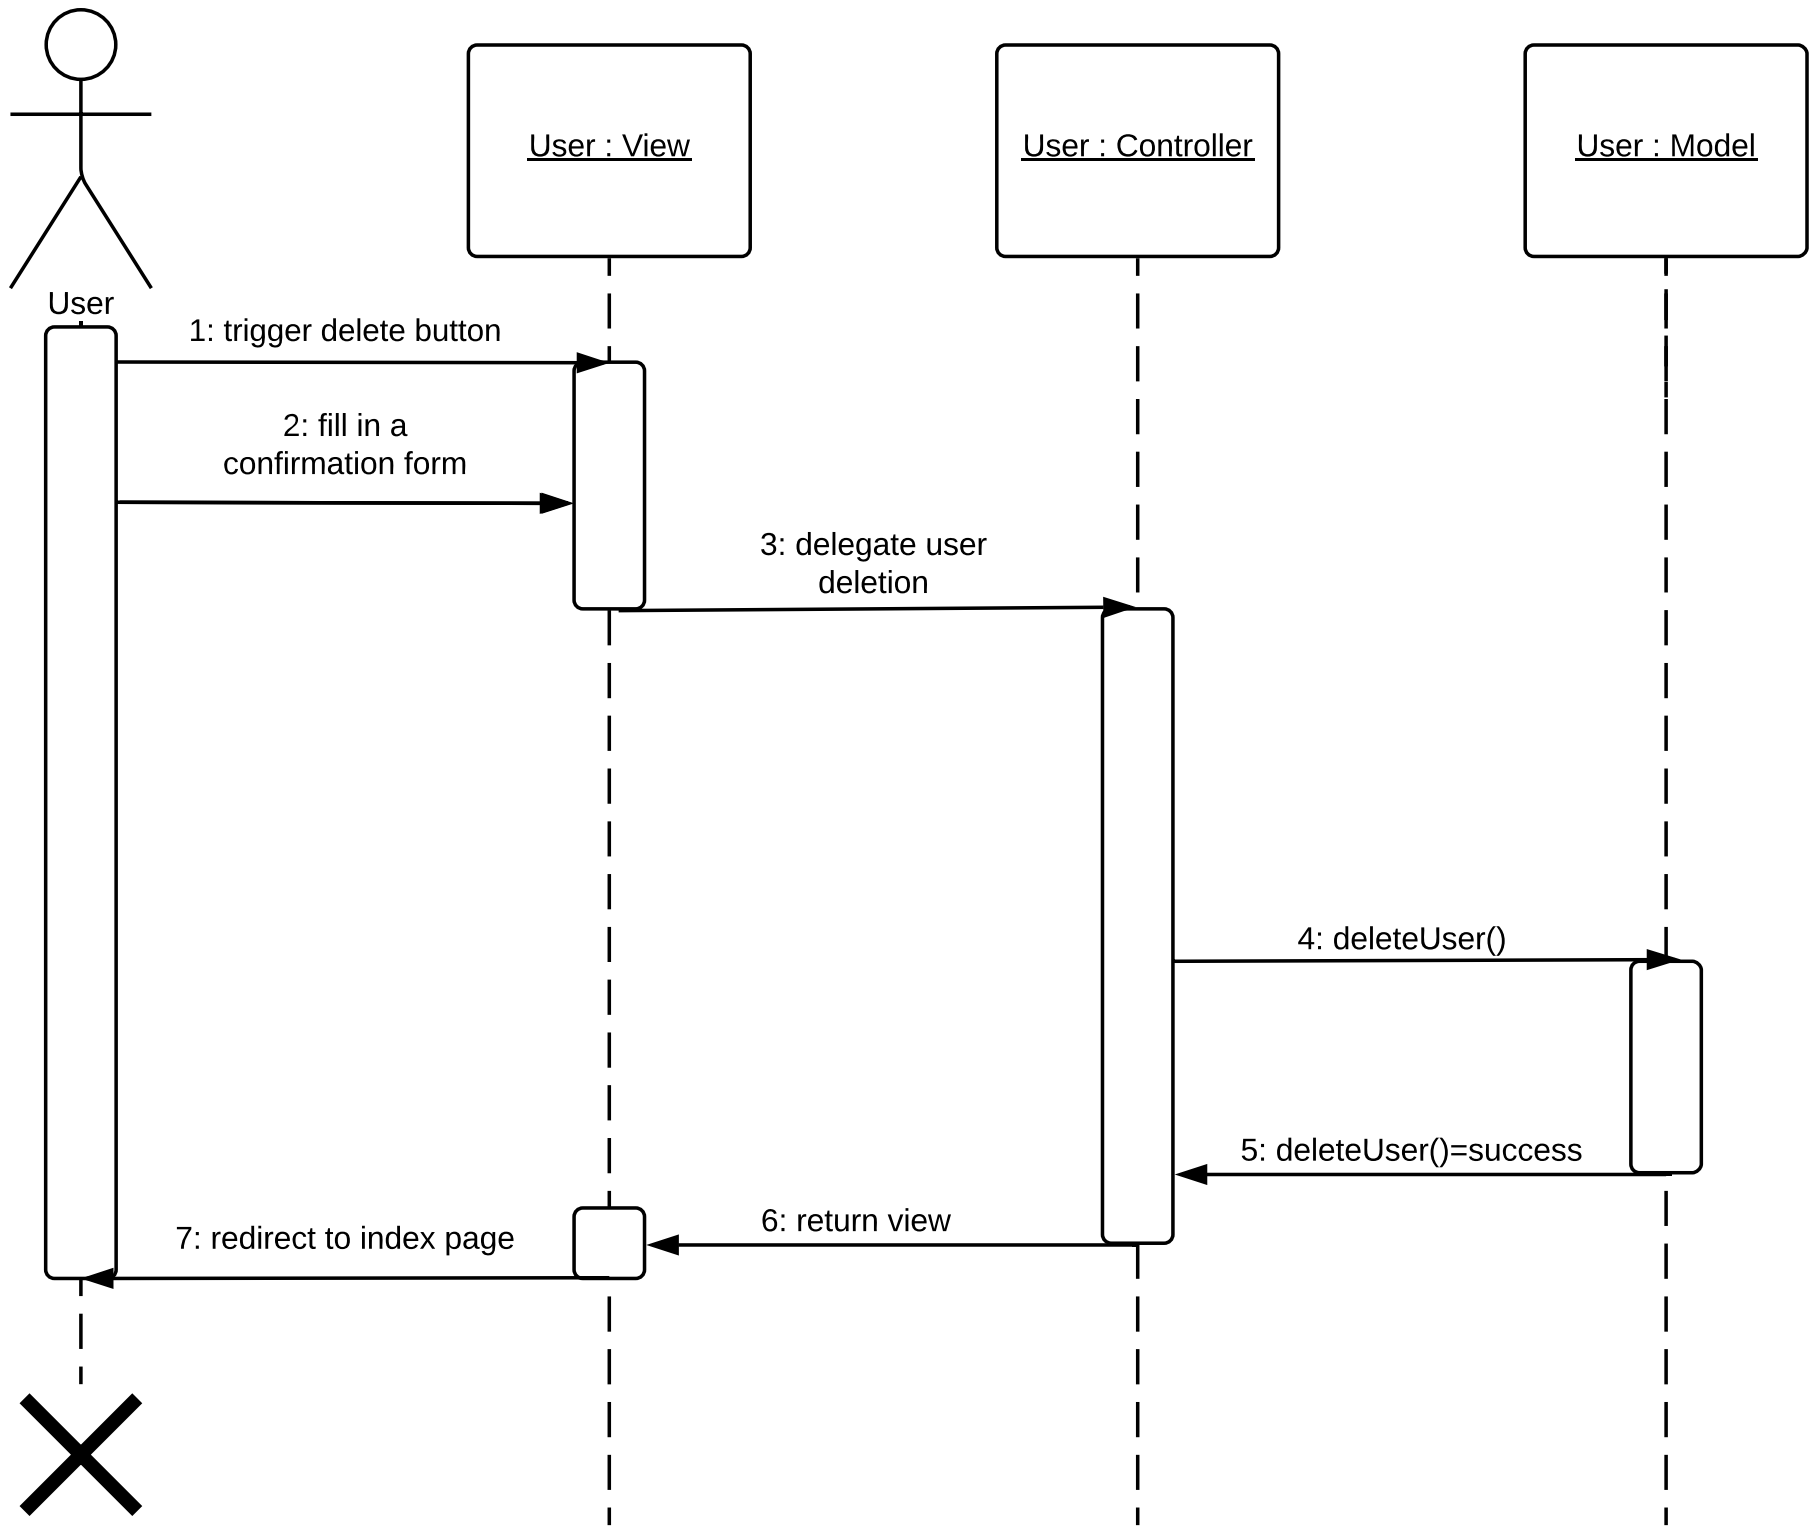 User : View
User : Controller
User : Model
User
1: trigger delete button
2: fill in a
confirmation form
3: delegate user
deletion
4: deleteUser()
5: deleteUser()=success
6: return view
7: redirect to index page